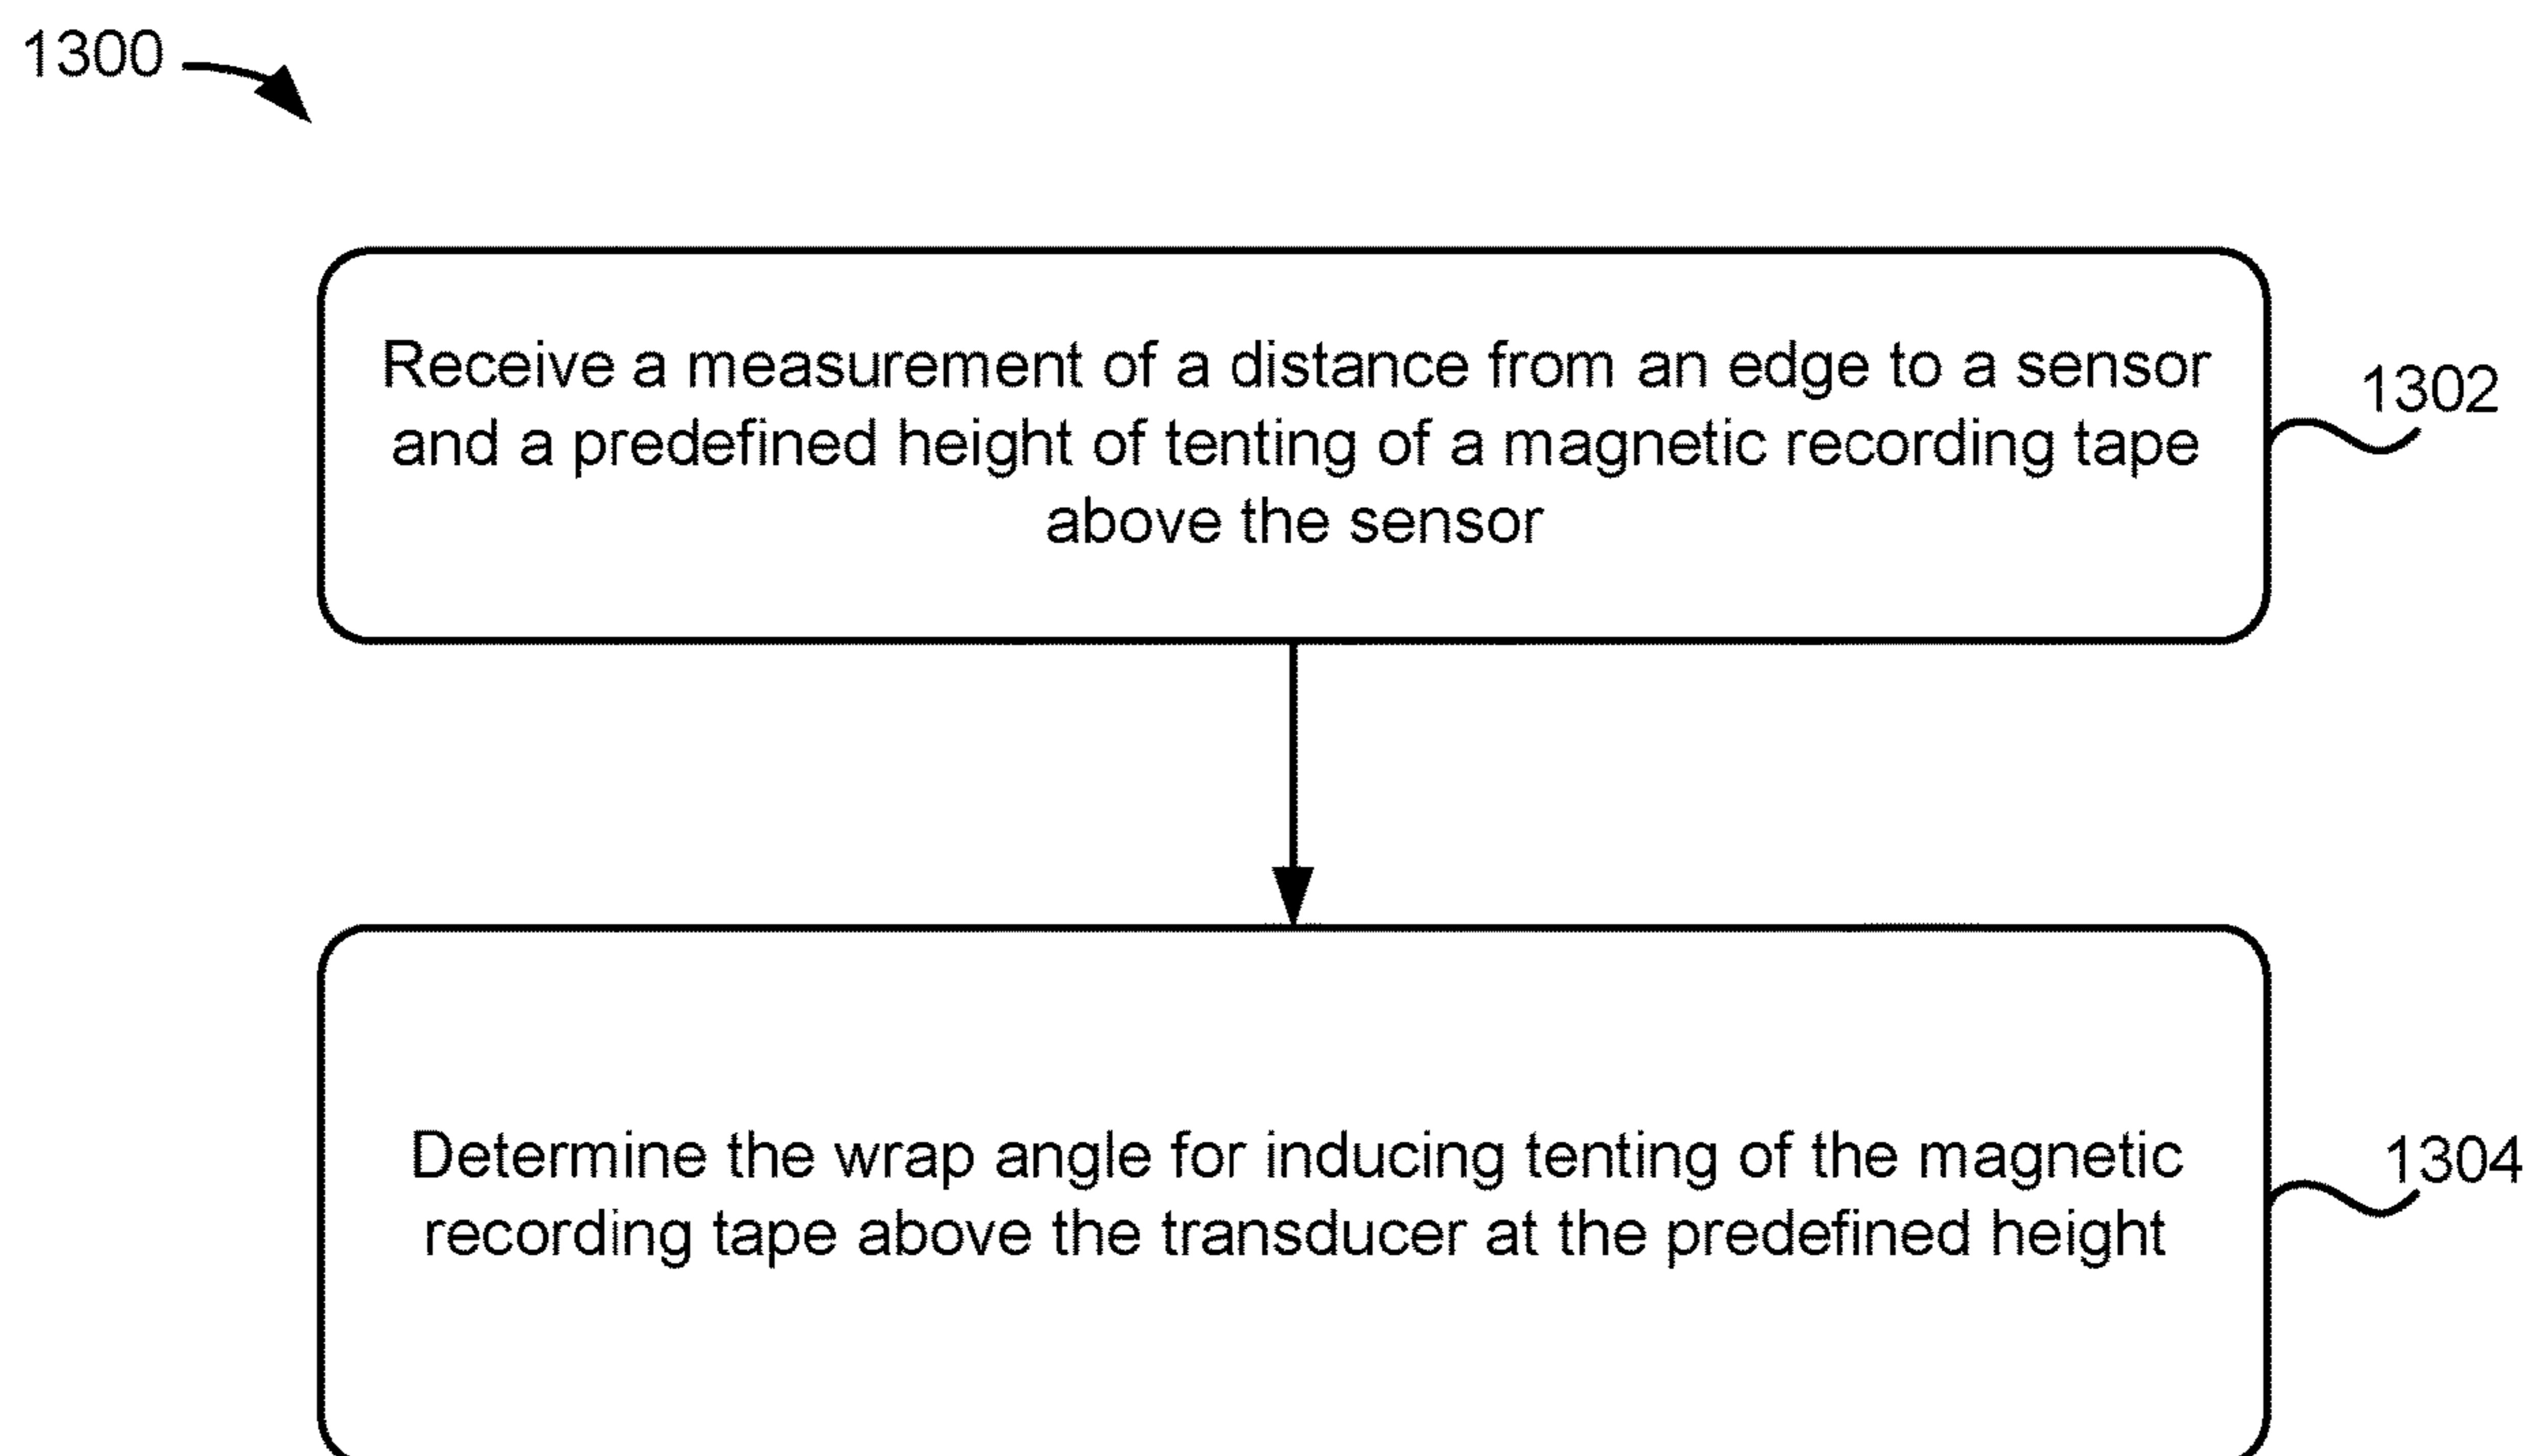 1300
Receive a measurement of a distance from an edge to a sensor
and a predefined height of tenting of a magnetic recording tape
above the sensor
1302
Determine the wrap angle for inducing tenting of the magnetic
recording tape above the transducer at the predefined height
1304